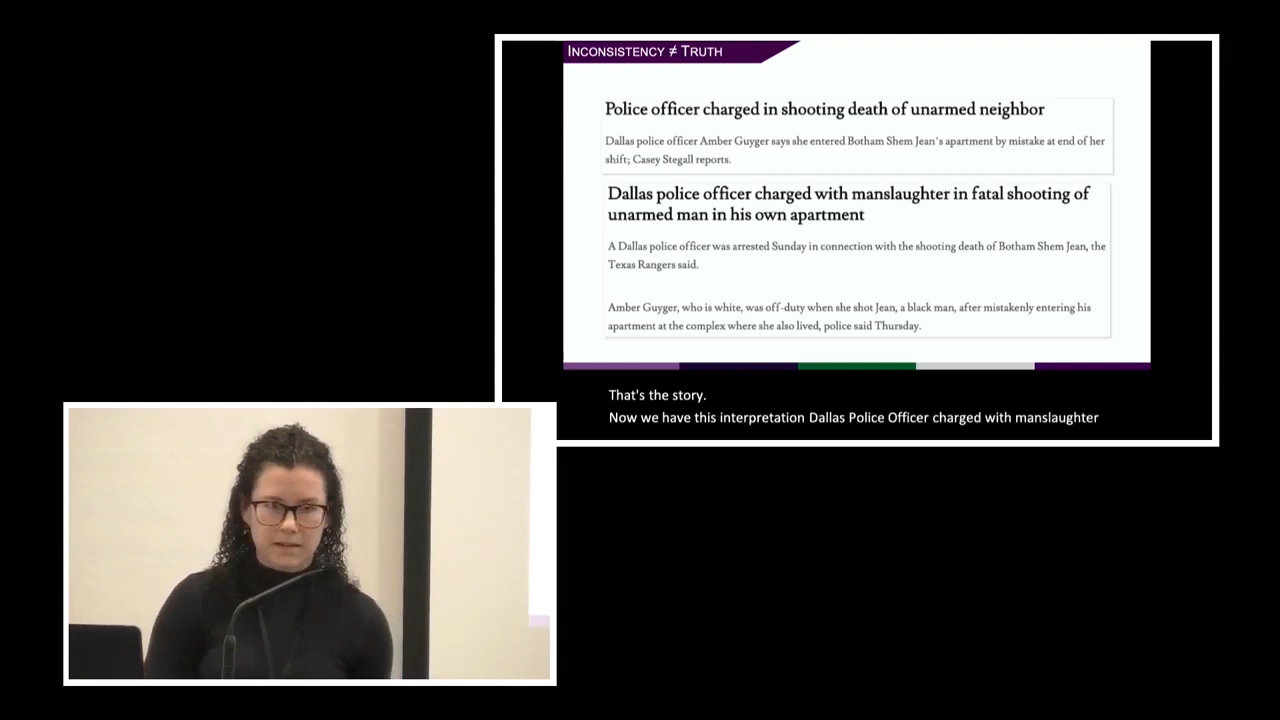 INCONSISTENCY ≠ TRUTH
Police officer charged in shooting death of unarmed neighbor
Dallas police officer Amber Guyger says she entered Botham Shem Jean's apartment by mistake at end of her
shift; Casey Stegall reports.
Dallas police officer charged with manslaughter in fatal shooting of
unarmed man in his own apartment
A Dallas police officer was arrested Sunday in connection with the shooting death of Botham Shem Jean, the
Texas Rangers said.
Amber Guyger, who is white, was off-duty when she shot Jean, a black man, after mistakenly entering his
apartment at the complex where she also lived, police said Thursday.
That's the story.
Now we have this interpretation Dallas Police Officer charged with manslaughter